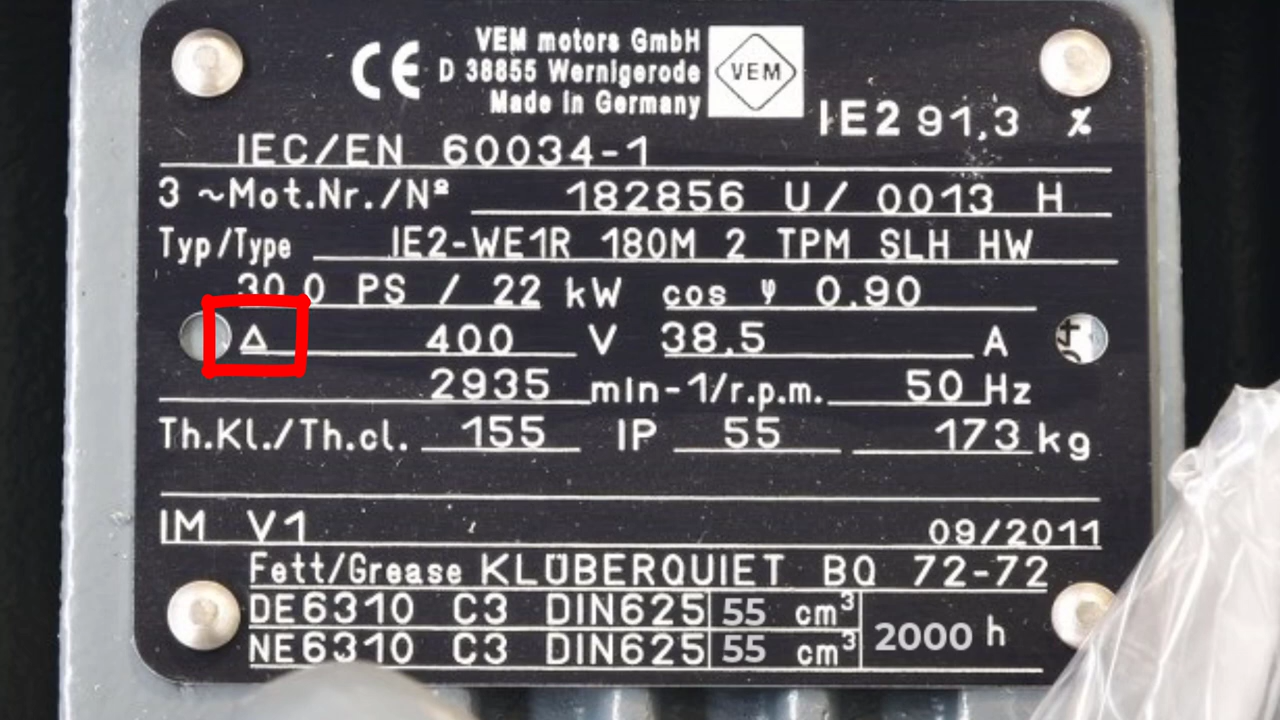 CE
VEM motors GmbH
D 38855 Wernigerode
Made in Germany
VEM
IE2 91,3 %
IEC/EN 60034-1
3 ~Mot.Nr./Nº 182856 U/ 0013 H
Typ/Type IE2-WE1R 180M 2 TPM SLH HW
30.0 PS / 22 kW cos φ 0.90
Δ 400 V 38.5 A
2935 min-1/r.p.m. 50 Hz
Th.Kl./Th.cl. 155 IP 55 173 kg
IM V1 09/2011
Fett/Grease KLÜBERQUIET BQ 72-72
DE6310 C3 DIN625 55 cm³
NE6310 C3 DIN625 55 cm³
2000 h